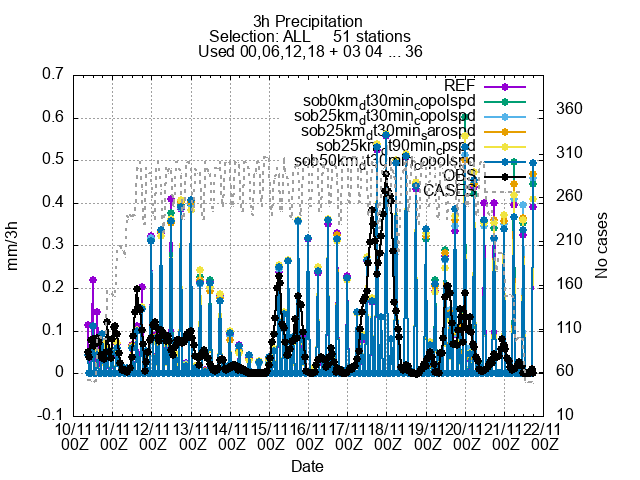 3h Precipitation
Selection: ALL 51 stations
Used 00,06,12,18 + 03 04 ... 36
REF
sob0km_dt30min_copolspd
sob25km_dt30min_copolspd
sob25km_dt30min_sarospd
sob25km_dt90min_cpspd
sob50km_dt30min_copolspd
OBS
CASES
0.7
0.6
0.5
0.4
0.3
0.2
0.1
0
-0.1
mm/3h
360
310
260
210
160
110
60
10
No cases
10/11 11/11 12/11 13/11 14/11 15/11 16/11 17/11 18/11 19/11 20/11 21/11 22/11
00Z 00Z 00Z 00Z 00Z 00Z 00Z 00Z 00Z 00Z 00Z 00Z 00Z
Date